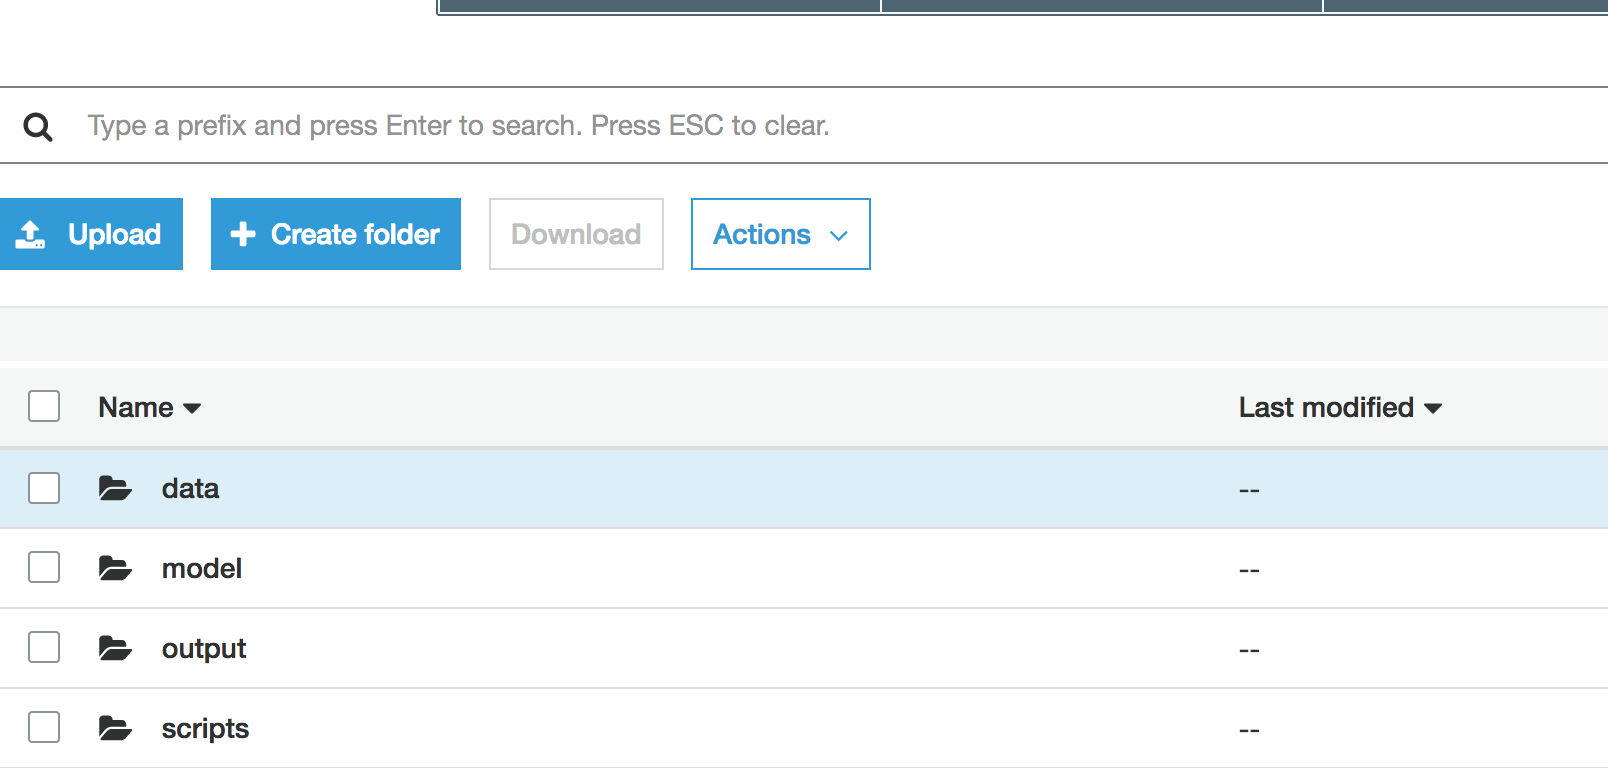 Type a prefix and press Enter to search. Press ESC to clear.
Upload Create folder Download Actions
Name Last modified
data --
model --
output --
scripts --